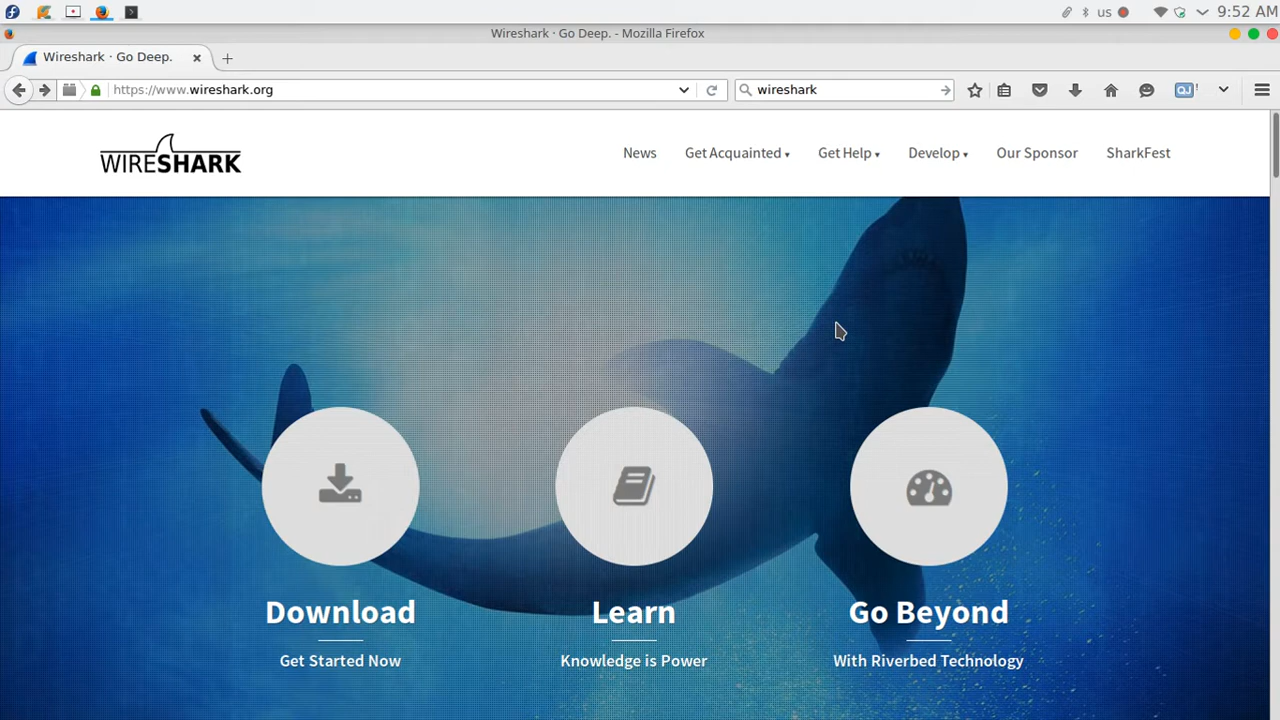 us
9:52 AM
Wireshark · Go Deep. - Mozilla Firefox
Wireshark · Go Deep.
https://www.wireshark.org
wireshark
QJ !
WIRESHARK
News
Get Acquainted ▾
Get Help ▾
Develop ▾
Our Sponsor
SharkFest
Download
Get Started Now
Learn
Knowledge is Power
Go Beyond
With Riverbed Technology